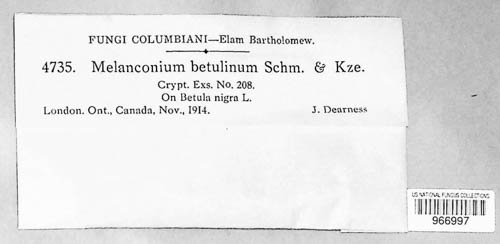 FUNGI COLUMBIANI—Elam Bartholomew.
4735. Melanconium betulinum Schm. & Kze.
Crypt. Exs. No. 208.
On Betula nigra L.
London. Ont., Canada, Nov., 1914. J. Dearness
US NATIONAL FUNGUS COLLECTIONS
966997